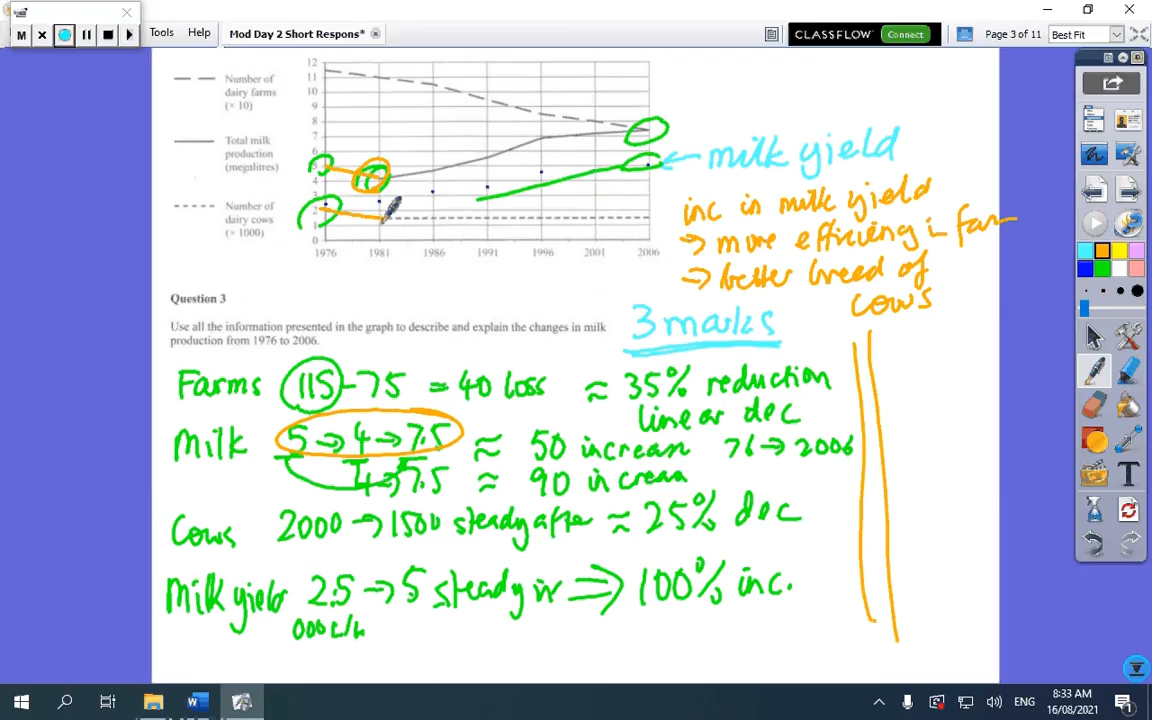 M
Tools
Help
Mod Day 2 Short Respons*
CLASSFLOW
Connect
Page 3 of 11
Best Fit
Number of
dairy farms
(× 10)
Total milk
production
(megalitres)
Number of
dairy cows
(× 1000)
12
11
10
9
8
7
6
5
4
3
2
1
0
1976
1981
1986
1991
1996
2001
2006
milk yield
inc in milk yield
→ more efficiency in far
→ better breed of
cows
Question 3
Use all the information presented in the graph to describe and explain the changes in milk
production from 1976 to 2006.
3 marks
Farms 115-75 = 40 loss ≈ 35% reduction
linear dec
Milk 5 → 4 → 7.5 ≈ 50 increase 76 → 2006
4→7.5 ≈ 90 increase
Cows 2000 → 1500 steady after ≈ 25% dec
Milk yield 2.5 → 5 steady in ⇒ 100% inc.
000 L/
T
ENG
8:33 AM
16/08/2021
1